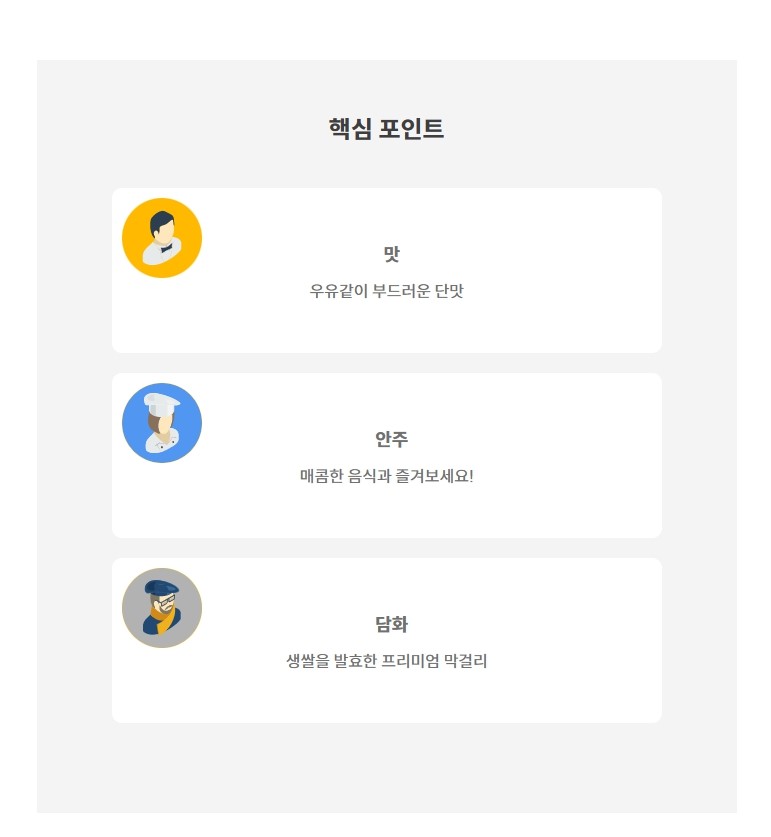 핵심 포인트
맛
우유같이 부드러운 단맛
안주
매콤한 음식과 즐겨보세요!
담화
생쌀을 발효한 프리미엄 막걸리